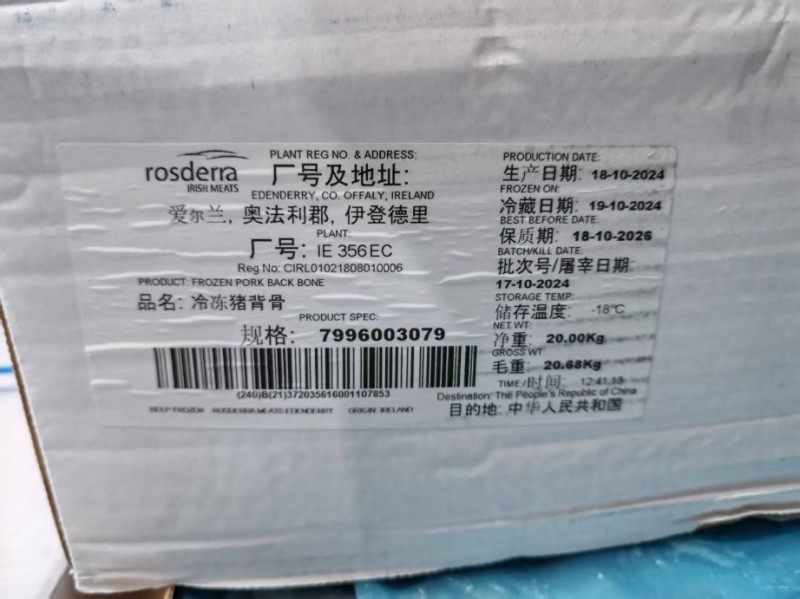 rosderra
IRISH MEATS
PLANT REG NO. & ADDRESS:
厂号及地址:
EDENDERRY, CO. OFFALY, IRELAND
爱尔兰, 奥法利郡, 伊登德里
PLANT:
厂号: IE 356 EC
Reg No: CIRL01021808010006
PRODUCT: FROZEN PORK BACK BONE
品名: 冷冻猪背骨
PRODUCT SPEC:
规格: 7996003079
(240)B(21)372035616001107853
KEEP FROZEN ROSDERRA MEATS EDENDERRY ORIGIN IRELAND
PRODUCTION DATE:
生产日期: 18-10-2024
FROZEN ON:
冷藏日期: 19-10-2024
BEST BEFORE DATE:
保质期: 18-10-2026
BATCH/KILL DATE:
批次号/屠宰日期:
17-10-2024
STORAGE TEMP:
储存温度: -18°C
NET WT:
净重: 20.00Kg
GROSS WT:
毛重: 20.68Kg
TIME/时间: 12:41:18
Destination: The People's Republic of China
目的地: 中华人民共和国